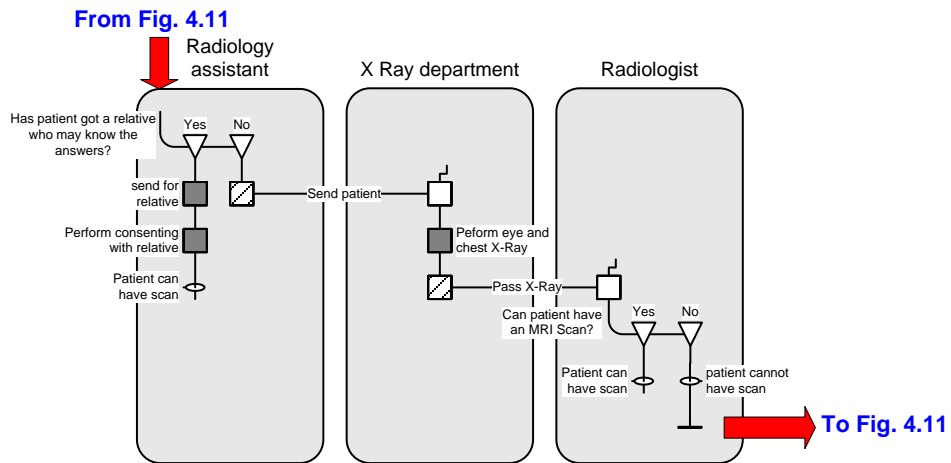 From Fig. 4.11
Radiology
assistant
X Ray department
Radiologist
Has patient got a relative
who may know the
answers?
Yes
No
send for
relative
Send patient
Perform consenting
with relative
Peform eye and
chest X-Ray
Patient can
have scan
Pass X-Ray
Can patient have
an MRI Scan?
Yes
No
Patient can
have scan
patient cannot
have scan
To Fig. 4.11